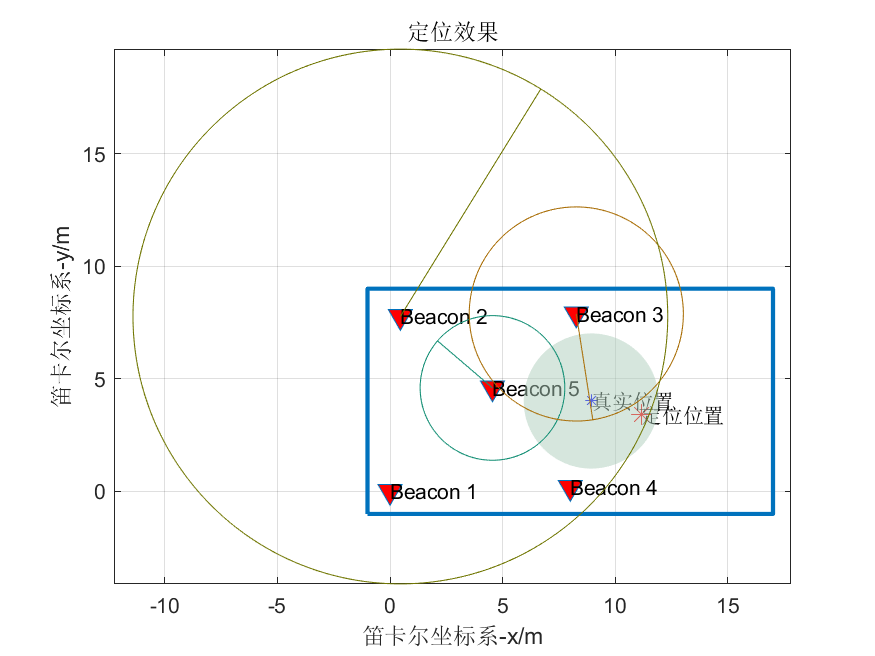 定位效果
笛卡尔坐标系-y/m
15
10
5
0
Beacon 2
Beacon 3
Beacon 5
真实位置
定位位置
Beacon 1
Beacon 4
-10
-5
0
5
10
15
笛卡尔坐标系-x/m